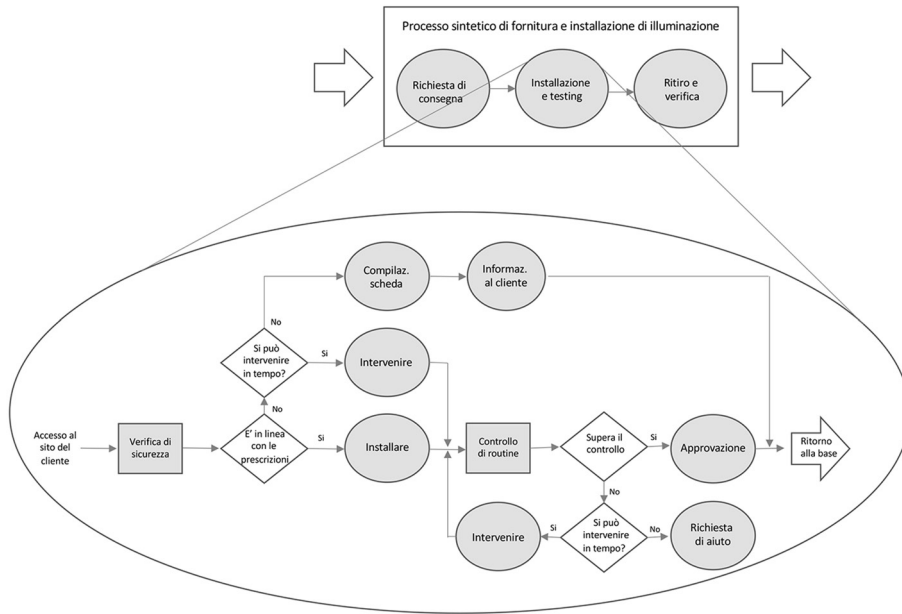 Processo sintetico di fornitura e installazione di illuminazione
Richiesta di
consegna
Installazione
e testing
Ritiro e
verifica
Compilaz.
scheda
Informaz.
al cliente
No
Si può
intervenire
in tempo?
Si
Intervenire
No
Accesso al
sito del
cliente
Verifica di
sicurezza
E' in linea
con le
prescrizioni
Si
Installare
Controllo
di routine
Supera il
controllo
Si
Approvazione
Ritorno
alla base
No
Intervenire
Si
Si può
intervenire
in tempo?
No
Richiesta
di aiuto